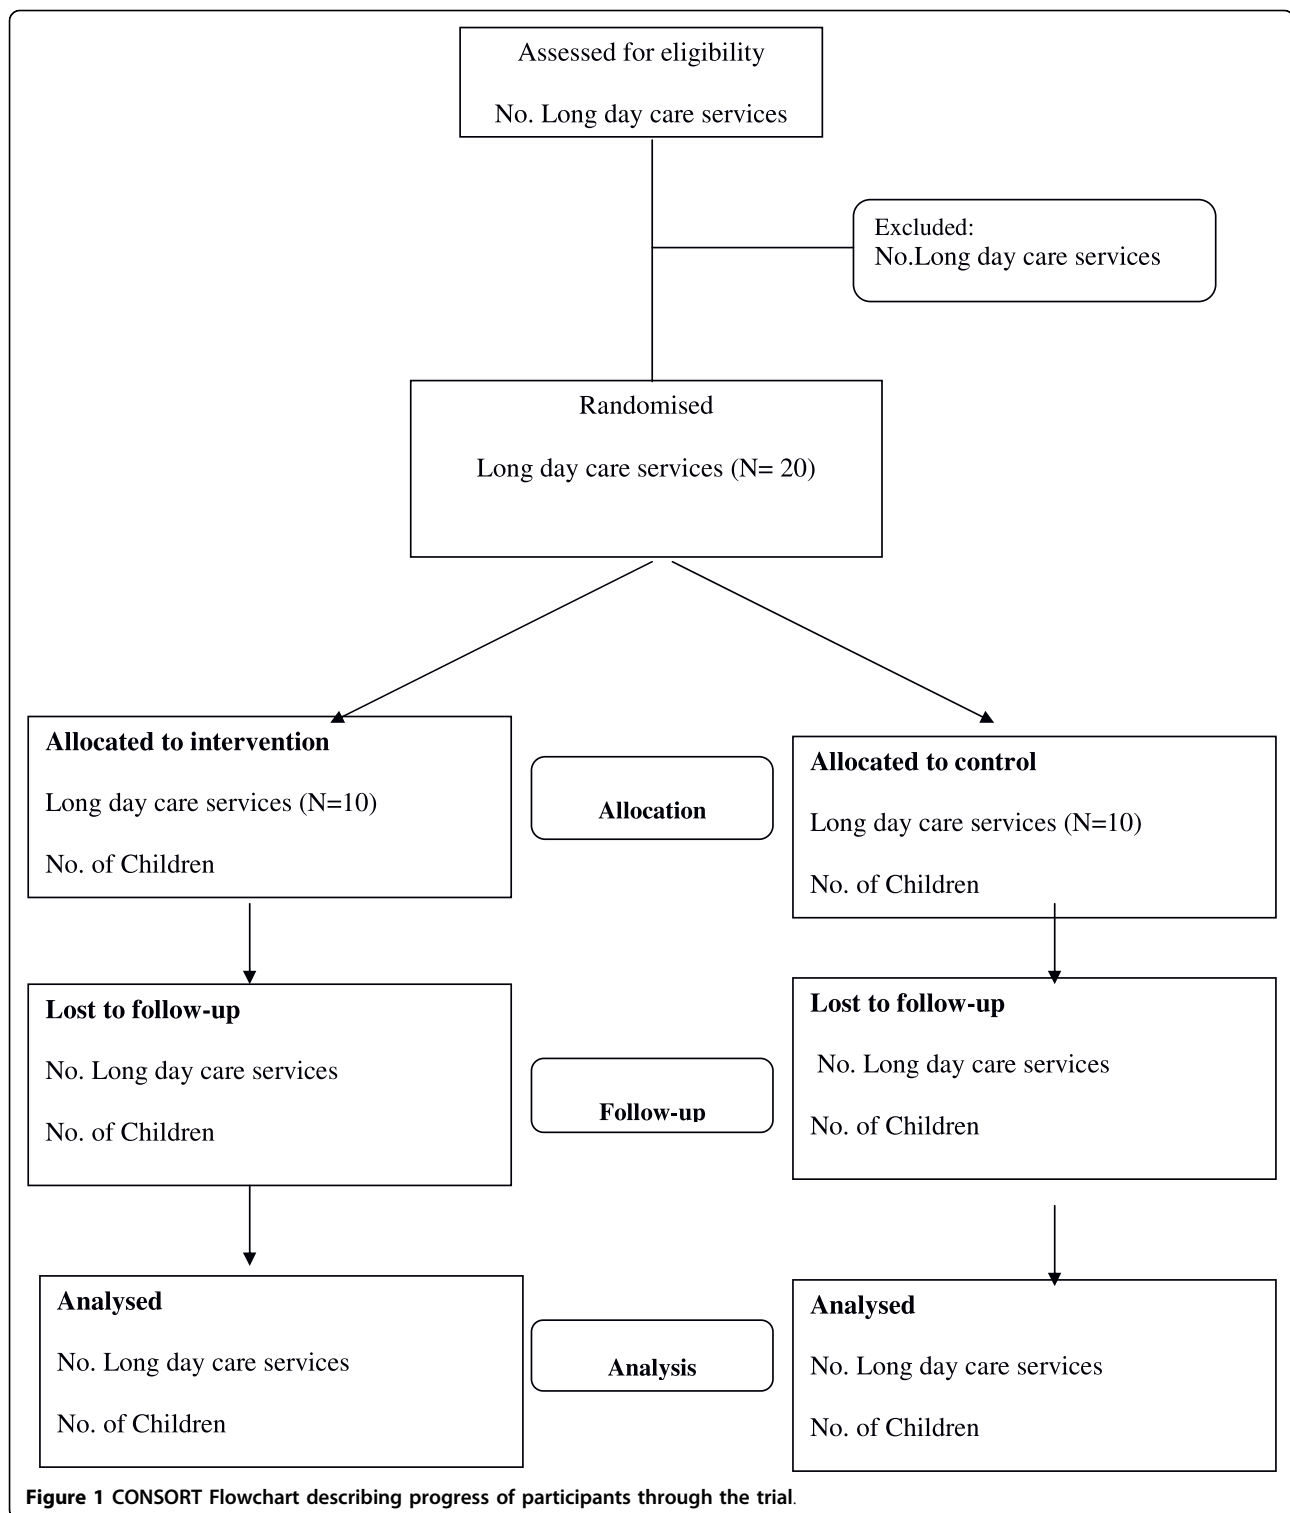 Assessed for eligibility
No. Long day care services
Excluded:
No.Long day care services
Randomised
Long day care services (N= 20)
Allocated to intervention
Long day care services (N=10)
No. of Children
Allocation
Allocated to control
Long day care services (N=10)
No. of Children
Lost to follow-up
No. Long day care services
No. of Children
Follow-up
Lost to follow-up
No. Long day care services
No. of Children
Analysed
No. Long day care services
No. of Children
Analysis
Analysed
No. Long day care services
No. of Children
Figure 1 CONSORT Flowchart describing progress of participants through the trial.